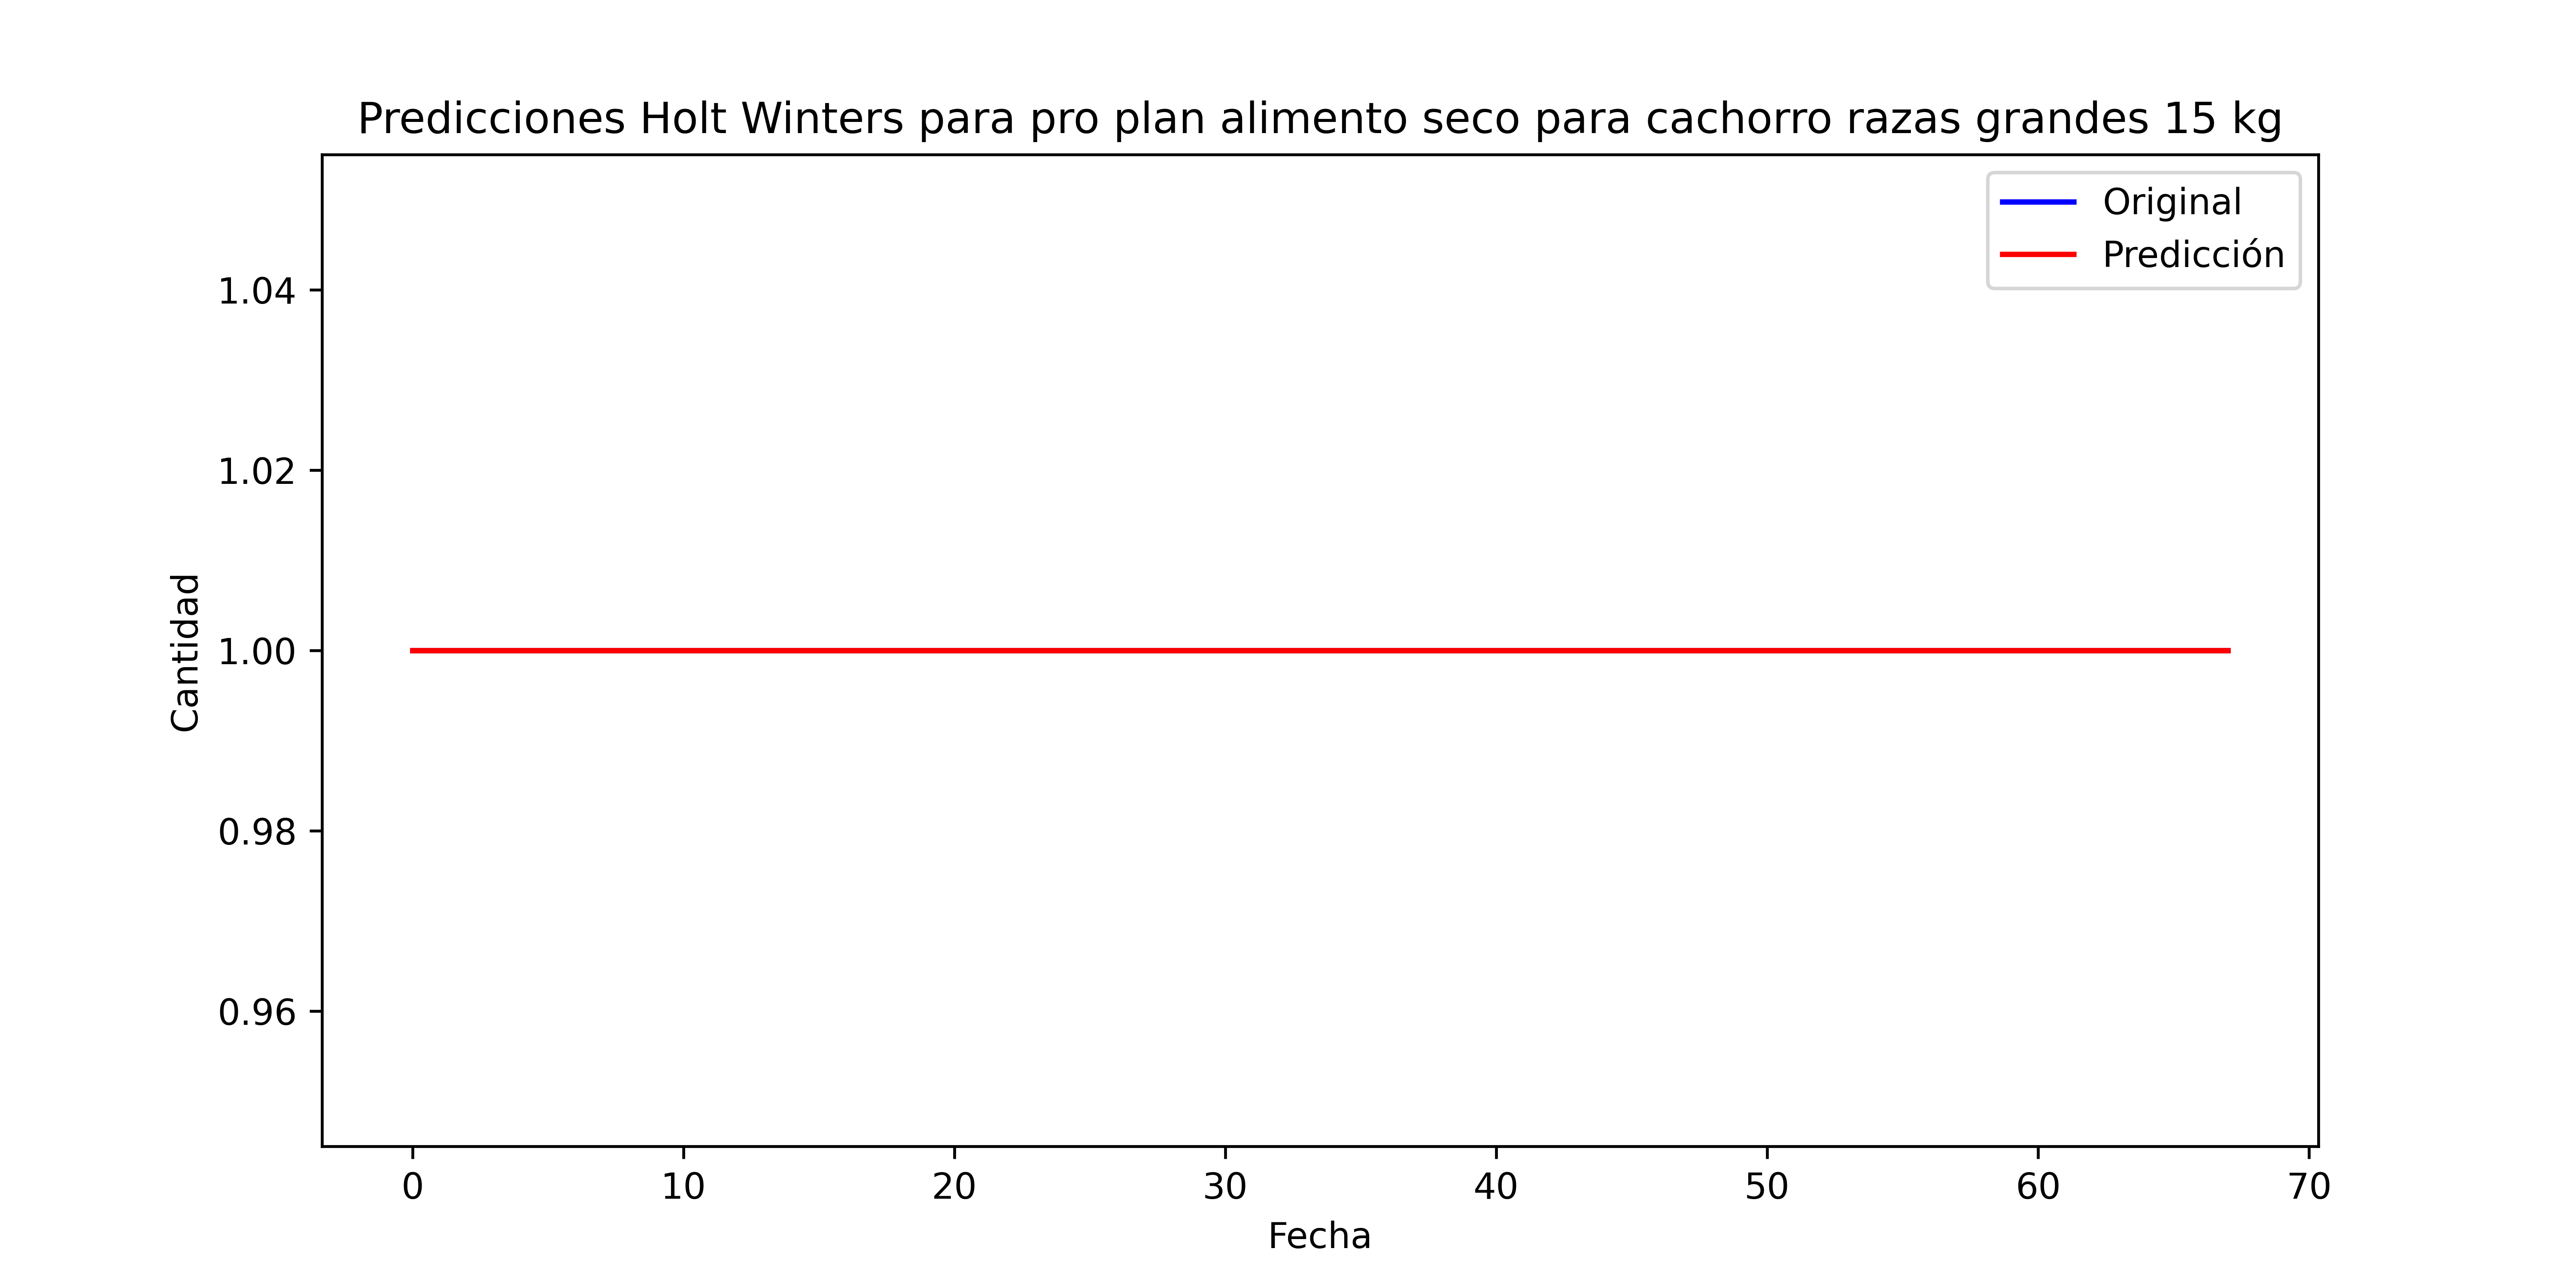 Predicciones Holt Winters para pro plan alimento seco para cachorro razas grandes 15 kg
Original
Predicción
1.04
1.02
1.00
0.98
0.96
Cantidad
0 10 20 30 40 50 60 70
Fecha